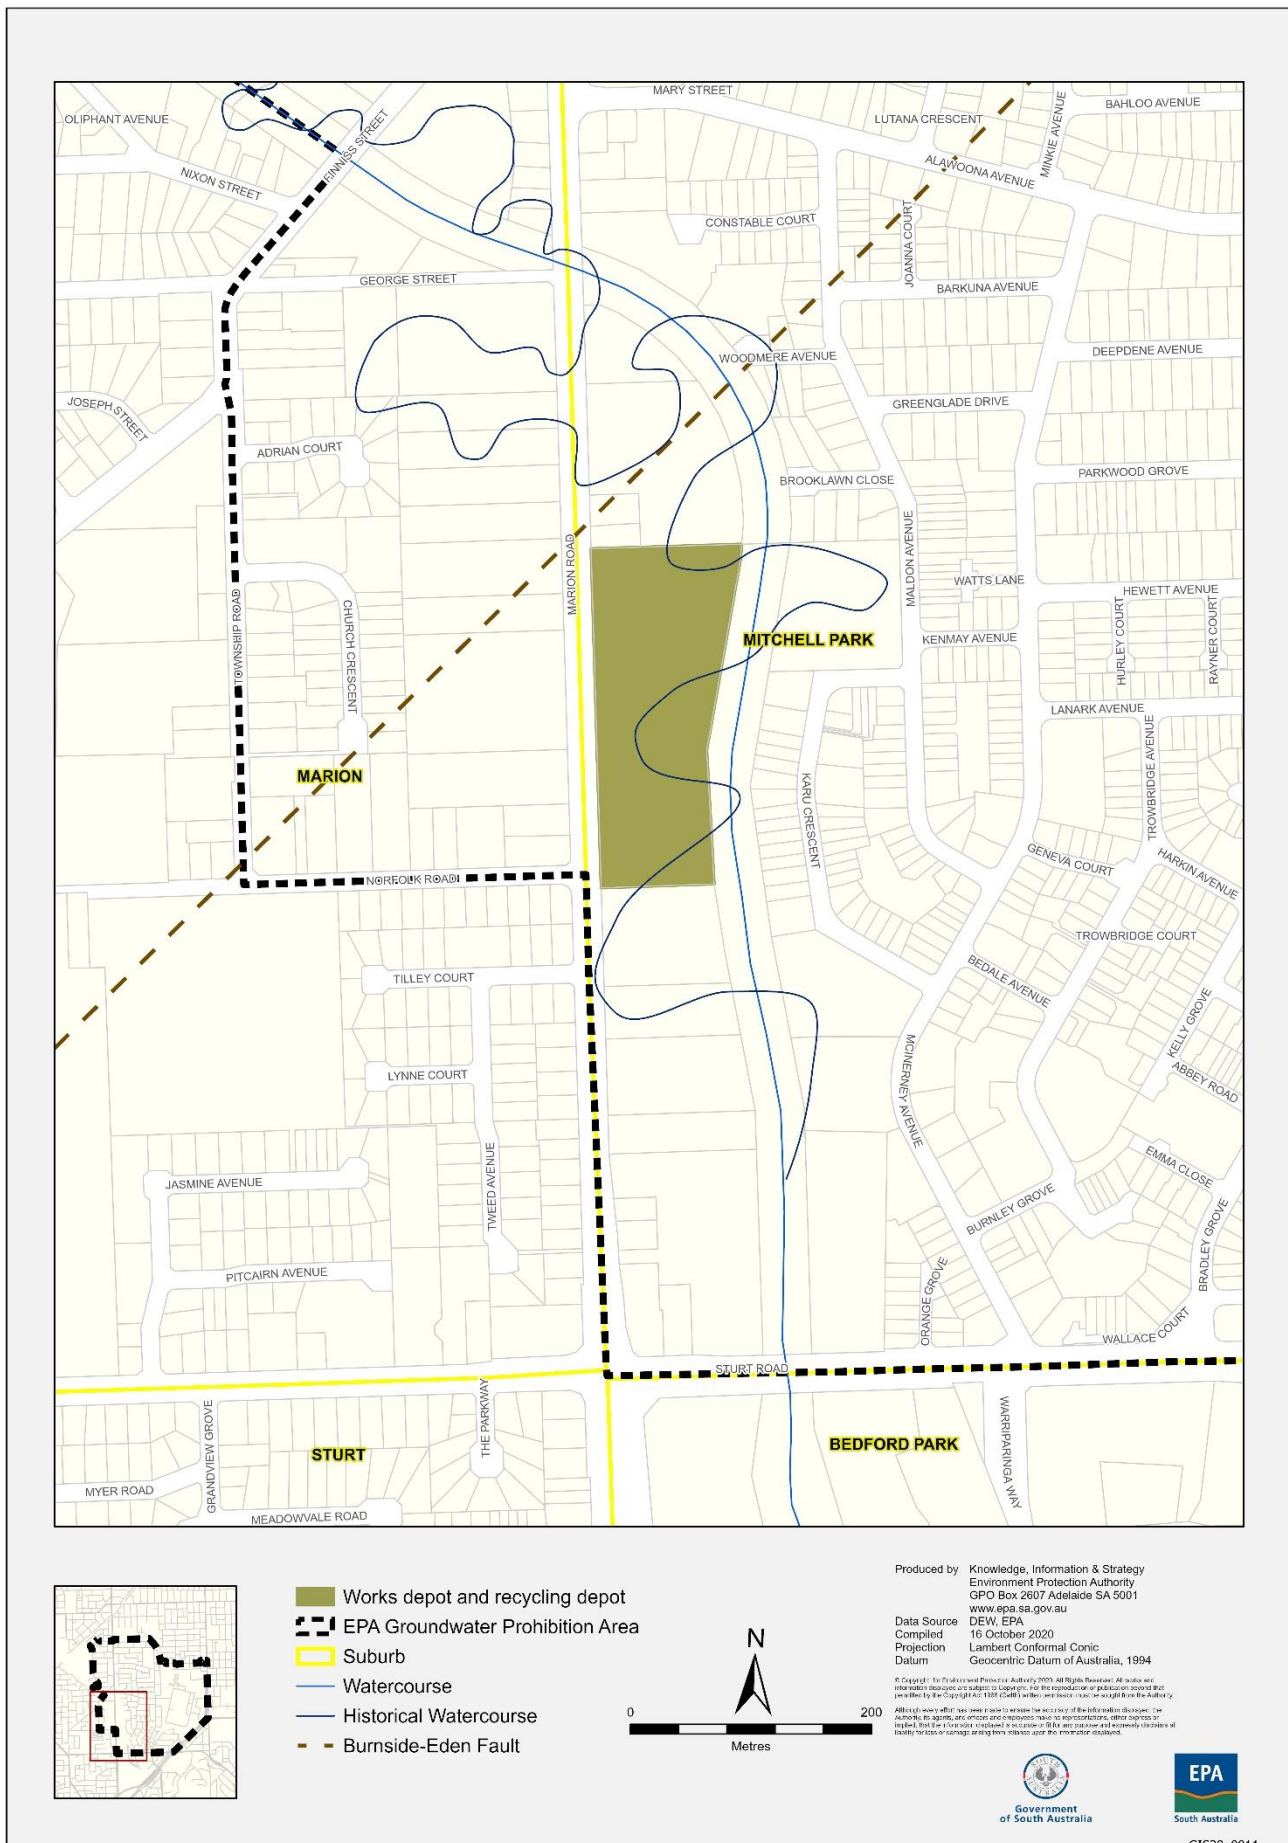 MARY STREET
BAHLOO AVENUE
OLIPHANT AVENUE
LUTANA CRESCENT
MINKIE AVENUE
FINNISS STREET
ALAWOONA AVENUE
NIXON STREET
CONSTABLE COURT
JOANNA COURT
GEORGE STREET
BARKUNA AVENUE
WOODMERE AVENUE
DEEPDENE AVENUE
JOSEPH STREET
GREENGLADE DRIVE
ADRIAN COURT
PARKWOOD GROVE
BROOKLAWN CLOSE
MARION ROAD
MALDON AVENUE
WATTS LANE
HEWETT AVENUE
TOWNSHIP ROAD
CHURCH CRESCENT
MITCHELL PARK
KENMAY AVENUE
HURLEY COURT
RAYNER COURT
LANARK AVENUE
MARION
KARU CRESCENT
TROWBRIDGE AVENUE
GENEVA COURT
HARKIN AVENUE
NORFOLK ROAD
TROWBRIDGE COURT
TILLEY COURT
BEDALE AVENUE
KELLY GROVE
LYNNE COURT
MCINERNEY AVENUE
ABBEY ROAD
JASMINE AVENUE
TWEED AVENUE
EMMA CLOSE
BURNLEY GROVE
BRADLEY GROVE
PITCAIRN AVENUE
ORANGE GROVE
WALLACE COURT
STURT ROAD
GRANDVIEW GROVE
THE PARKWAY
WARRIPARINGA WAY
STURT
BEDFORD PARK
MYER ROAD
MEADOWVALE ROAD
Works depot and recycling depot
EPA Groundwater Prohibition Area
Suburb
Watercourse
Historical Watercourse
Burnside-Eden Fault
N
0 200
Metres
Produced by Knowledge, Information & Strategy
Environment Protection Authority
GPO Box 2607 Adelaide SA 5001
www.epa.sa.gov.au
Data Source DEW, EPA
Compiled 16 October 2020
Projection Lambert Conformal Conic
Datum Geocentric Datum of Australia, 1994
SOUTH AUSTRALIA
Government
of South Australia
EPA
South Australia